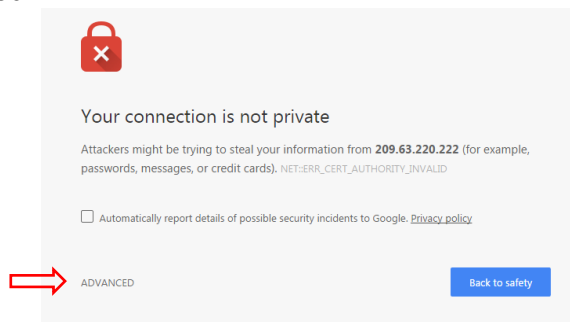 Your connection is not private
Attackers might be trying to steal your information from 209.63.220.222 (for example,
passwords, messages, or credit cards). NET::ERR_CERT_AUTHORITY_INVALID
Automatically report details of possible security incidents to Google. Privacy policy
ADVANCED
Back to safety